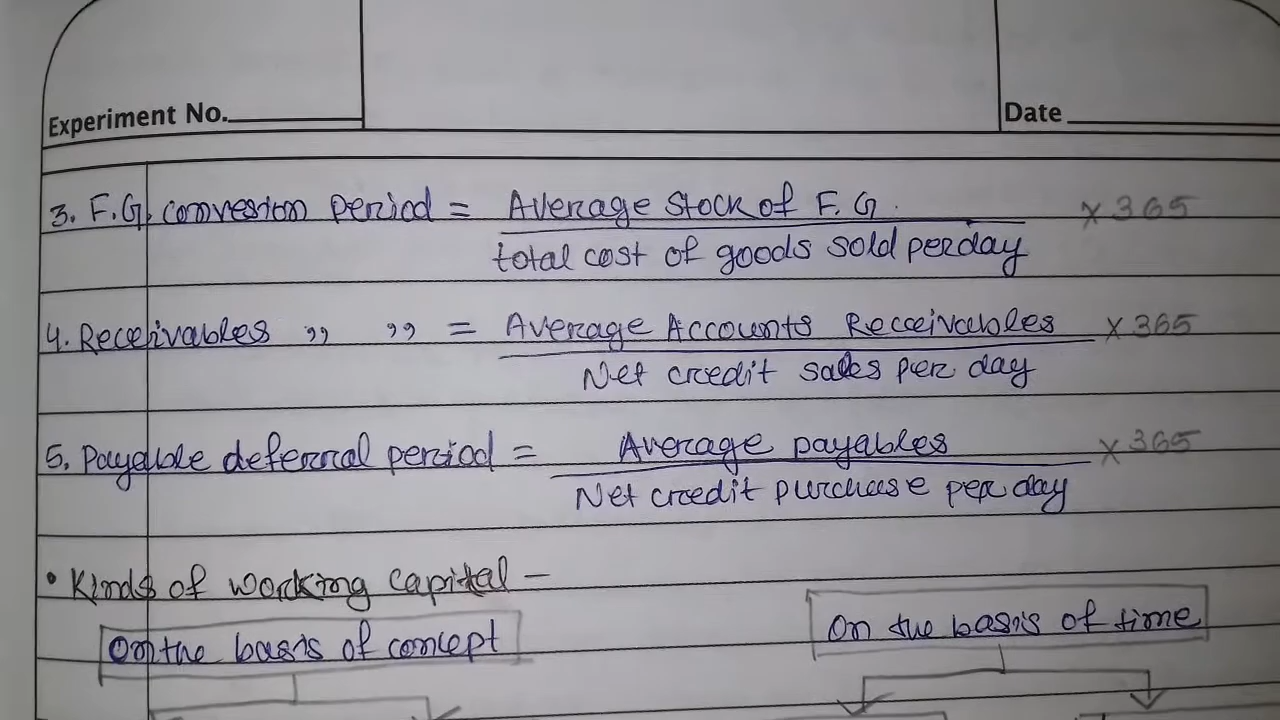 Experiment No. Date
3. F.G. conversion period = Average stock of F.G. × 365
total cost of goods sold per day
4. Receivables ,, ,, = Average Accounts Receivables × 365
Net credit sales per day
5. Payable deferral period = Average payables × 365
Net credit purchase per day
• Kinds of working capital –
On the basis of concept On the basis of time